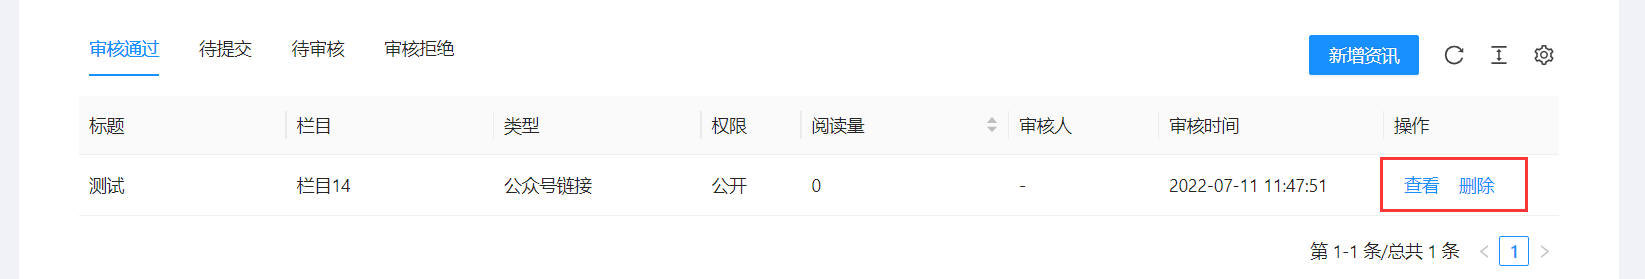 审核通过 待提交 待审核 审核拒绝 新增资讯
标题 栏目 类型 权限 阅读量 审核人 审核时间 操作
测试 栏目14 公众号链接 公开 0 - 2022-07-11 11:47:51 查看 删除
第 1-1 条/总共 1 条 < 1 >